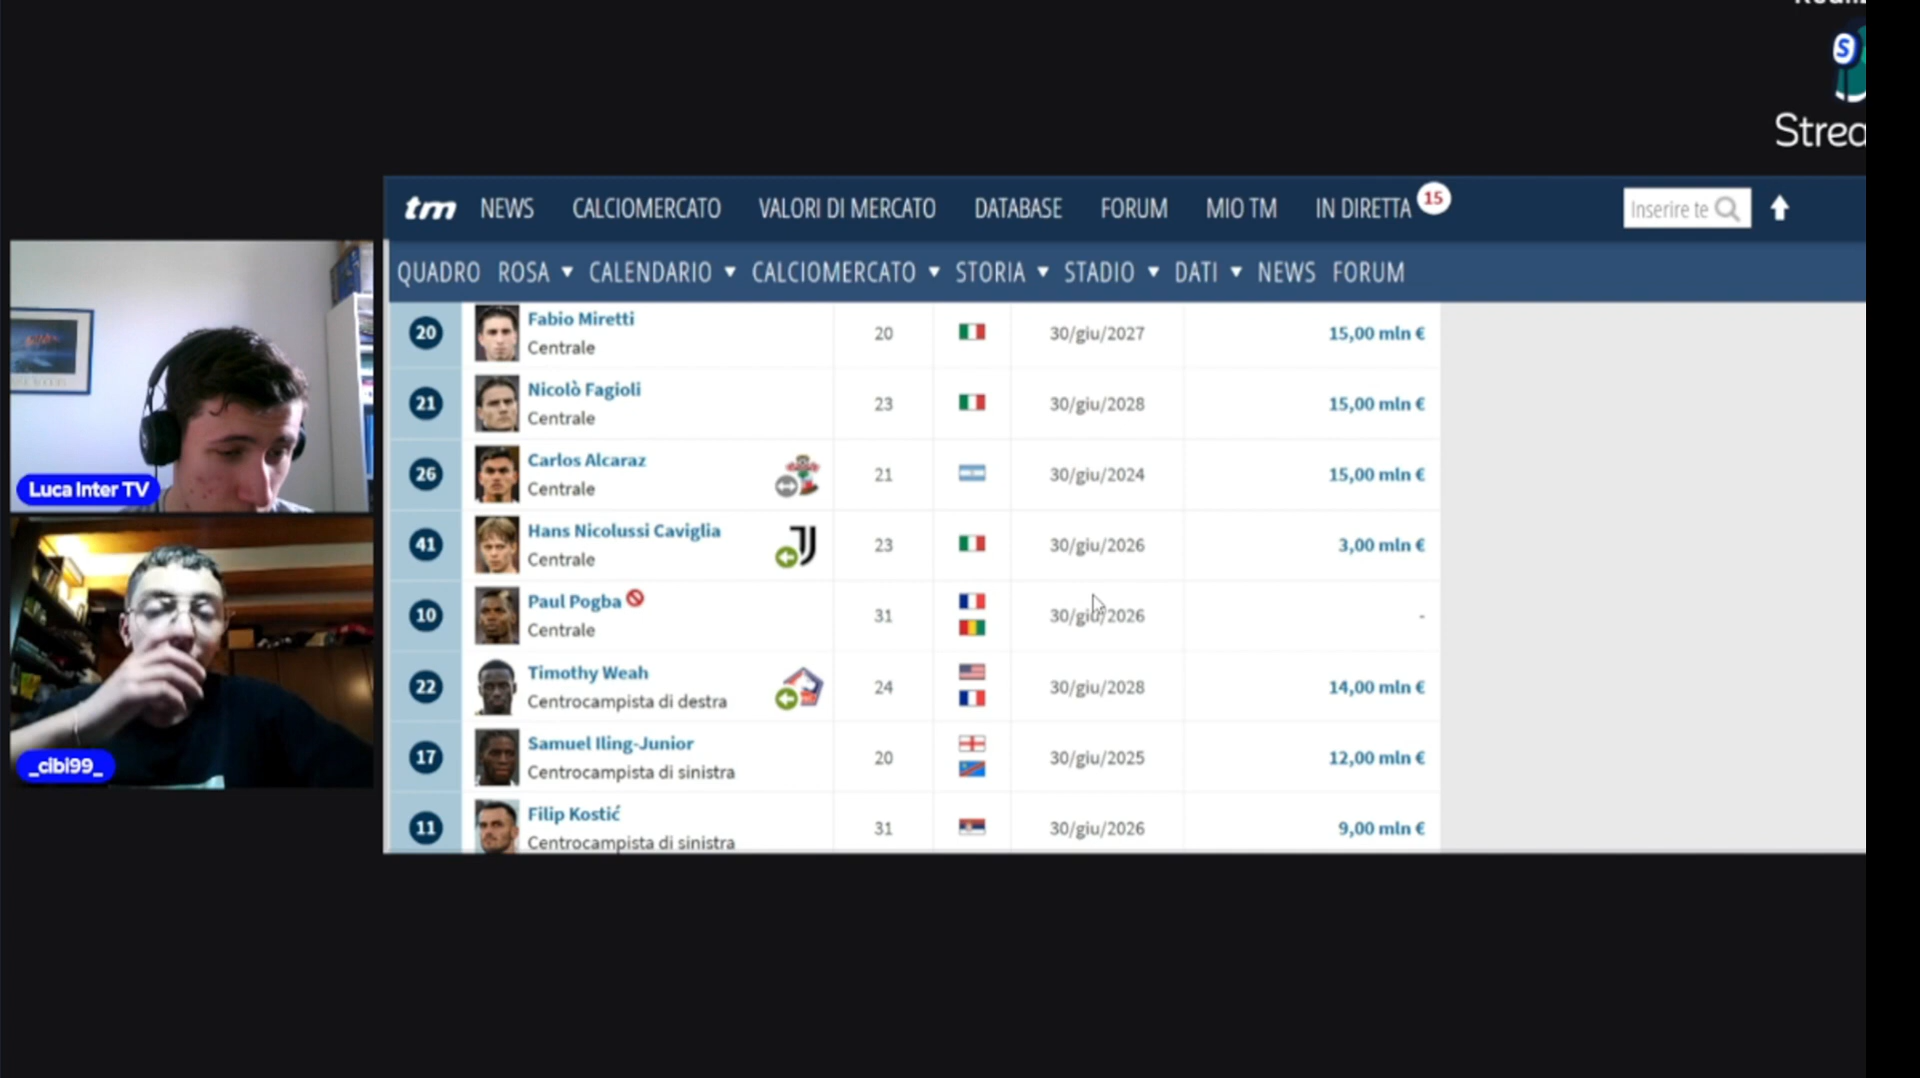 Strea
tm NEWS CALCIOMERCATO VALORI DI MERCATO DATABASE FORUM MIO TM IN DIRETTA 15 Inserire te
QUADRO ROSA CALENDARIO CALCIOMERCATO STORIA STADIO DATI NEWS FORUM
20 Fabio Miretti 20 30/giu/2027 15,00 mln €
Centrale
21 Nicolò Fagioli 23 30/giu/2028 15,00 mln €
Centrale
26 Carlos Alcaraz 21 30/giu/2024 15,00 mln €
Centrale
41 Hans Nicolussi Caviglia 23 30/giu/2026 3,00 mln €
Centrale
10 Paul Pogba 31 30/giu/2026 -
Centrale
22 Timothy Weah 24 30/giu/2028 14,00 mln €
Centrocampista di destra
17 Samuel Iling-Junior 20 30/giu/2025 12,00 mln €
Centrocampista di sinistra
11 Filip Kostić 31 30/giu/2026 9,00 mln €
Centrocampista di sinistra
Luca Inter TV
_cibi99_